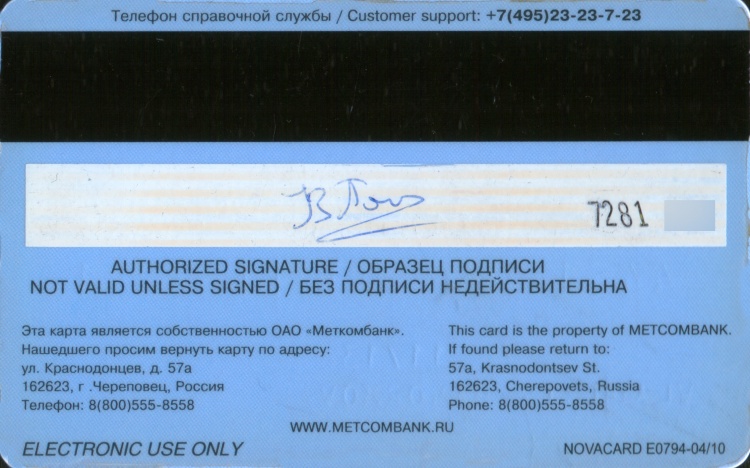 Телефон справочной службы / Customer support: +7(495)23-23-7-23
7281
AUTHORIZED SIGNATURE / ОБРАЗЕЦ ПОДПИСИ
NOT VALID UNLESS SIGNED / БЕЗ ПОДПИСИ НЕДЕЙСТВИТЕЛЬНА
Эта карта является собственностью ОАО «Меткомбанк».
Нашедшего просим вернуть карту по адресу:
ул. Краснодонцев, д. 57а
162623, г .Череповец, Россия
Телефон: 8(800)555-8558
This card is the property of METCOMBANK.
If found please return to:
57a, Krasnodontsev St.
162623, Cherepovets, Russia
Phone: 8(800)555-8558
WWW.METCOMBANK.RU
ELECTRONIC USE ONLY
NOVACARD E0794-04/10